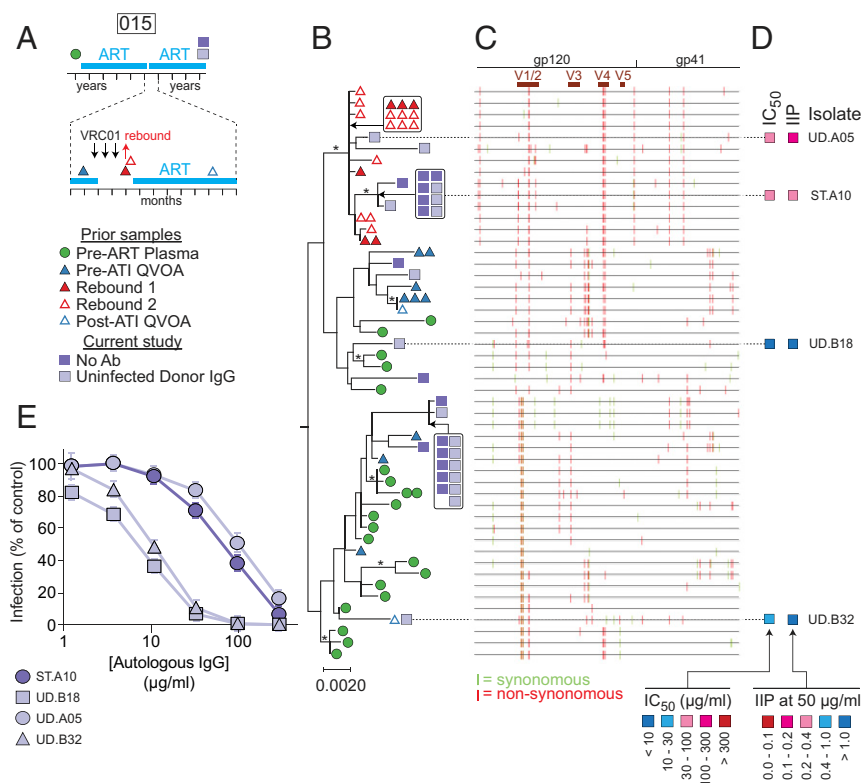 015
A
B
C
D
ART
ART
years
years
VRC01
rebound
ART
months
Prior samples
Pre-ART Plasma
Pre-ATI QVOA
Rebound 1
Rebound 2
Post-ATI QVOA
Current study
No Ab
Uninfected Donor IgG
gp120
gp41
V1/2
V3
V4
V5
*
*
*
*
*
*
*
0.0020
I = synonomous
I = non-synonomous
IC50
IIP
Isolate
UD.A05
ST.A10
UD.B18
UD.B32
IC50 (µg/ml)
< 10
10 - 30
30 - 100
100 - 300
> 300
IIP at 50 µg/ml
0.0 - 0.1
0.1 - 0.2
0.2 - 0.4
0.4 - 1.0
> 1.0
E
Infection (% of control)
100
80
60
40
20
0
1
10
100
[Autologous IgG]
(µg/ml)
ST.A10
UD.B18
UD.A05
UD.B32